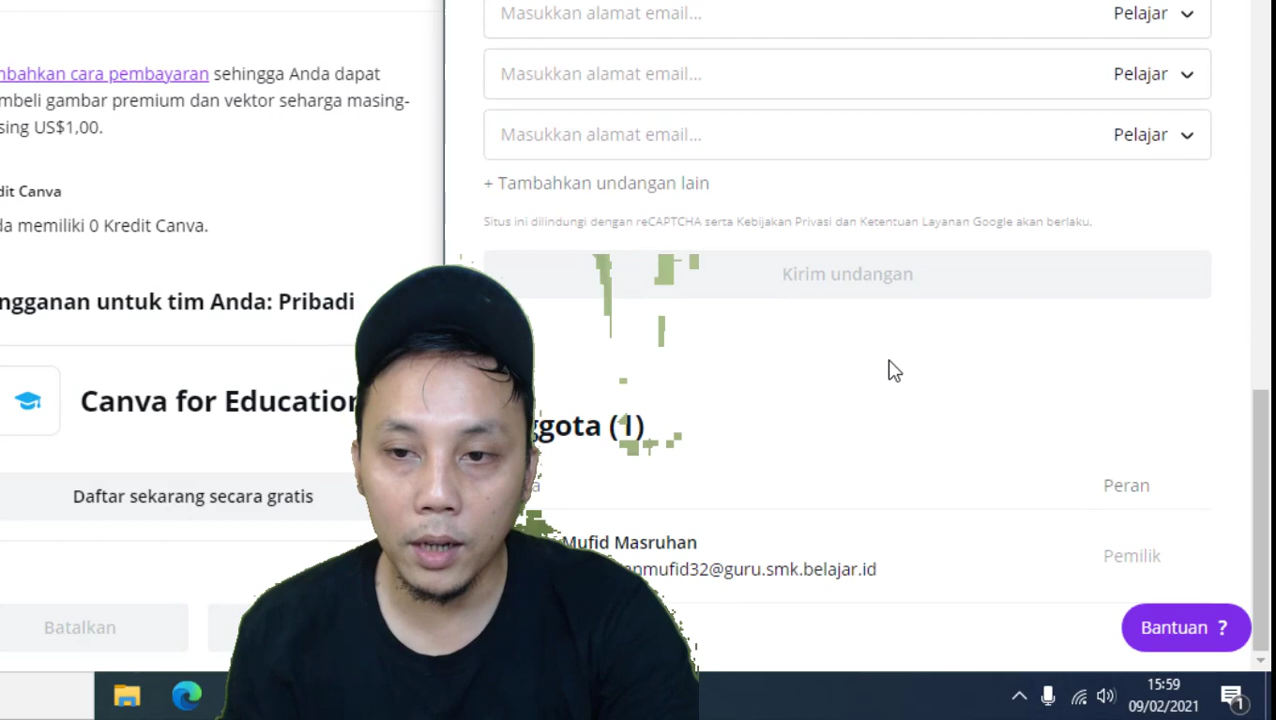 mbahkan cara pembayaran sehingga Anda dapat
mbeli gambar premium dan vektor seharga masing-
sing US$1,00.
dit Canva
da memiliki 0 Kredit Canva.
ngganan untuk tim Anda: Pribadi
Canva for Education
Daftar sekarang secara gratis
Batalkan
Masukkan alamat email...
Pelajar
Masukkan alamat email...
Pelajar
Masukkan alamat email...
Pelajar
+ Tambahkan undangan lain
Situs ini dilindungi dengan reCAPTCHA serta Kebijakan Privasi dan Ketentuan Layanan Google akan berlaku.
Kirim undangan
ggota (1)
a
Peran
Mufid Masruhan
nmufid32@guru.smk.belajar.id
Pemilik
Bantuan ?
15:59
09/02/2021
1